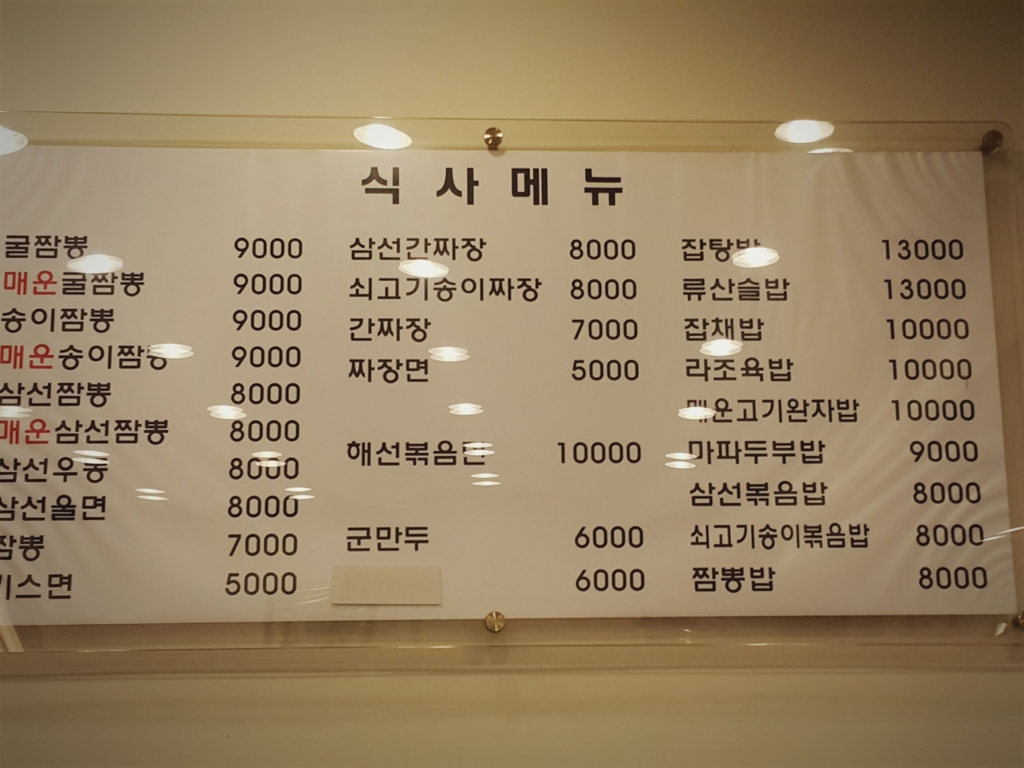 식사메뉴
굴짬뽕 9000
매운굴짬뽕 9000
송이짬뽕 9000
매운송이짬뽕 9000
삼선짬뽕 8000
매운삼선짬뽕 8000
삼선우동 8000
삼선울면 8000
짬뽕 7000
기스면 5000
삼선간짜장 8000
쇠고기송이짜장 8000
간짜장 7000
짜장면 5000
해선볶음면 10000
군만두 6000
6000
잡탕밥 13000
류산슬밥 13000
잡채밥 10000
라조육밥 10000
매운고기완자밥 10000
마파두부밥 9000
삼선볶음밥 8000
쇠고기송이볶음밥 8000
짬뽕밥 8000